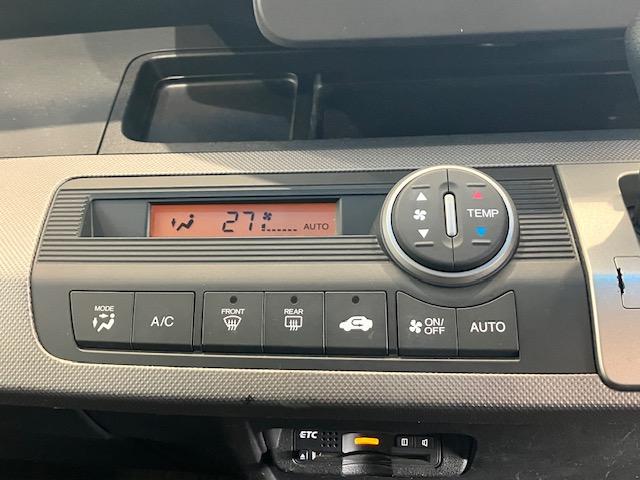 27 AUTO
TEMP
MODE
A/C
FRONT
REAR
ON/
OFF
AUTO
ETC